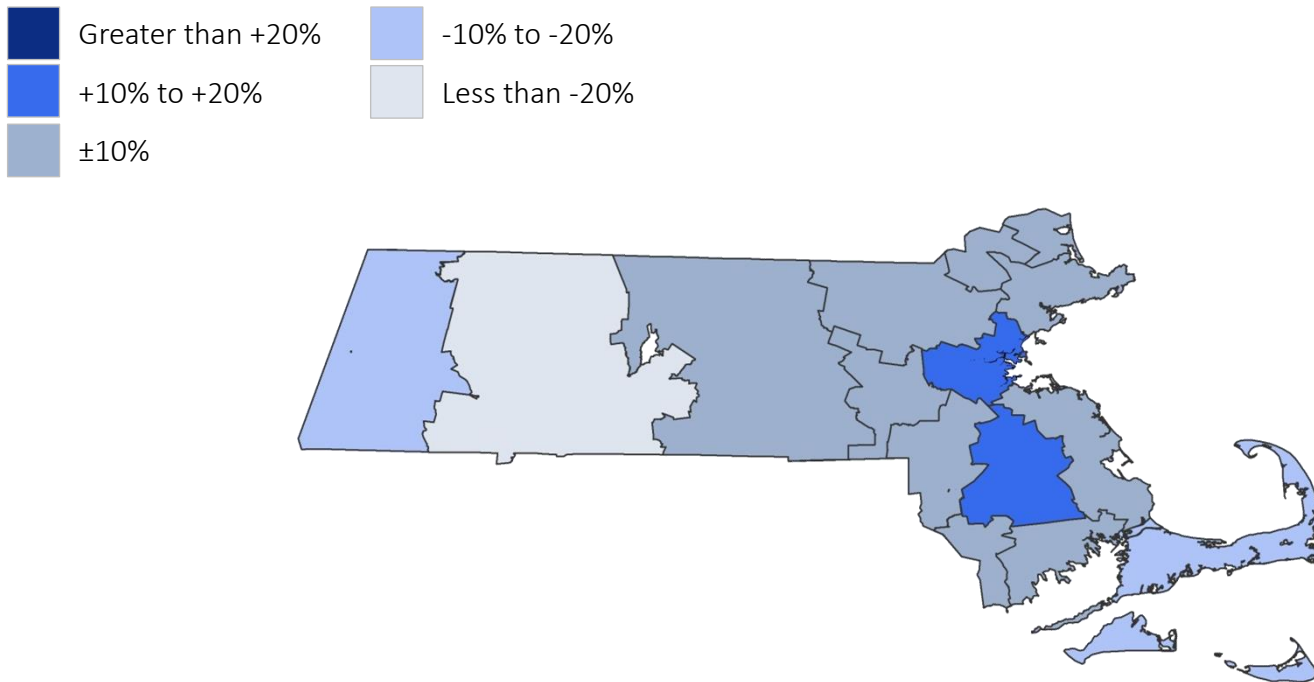 Greater than +20%
+10% to +20%
±10%
-10% to -20%
Less than -20%